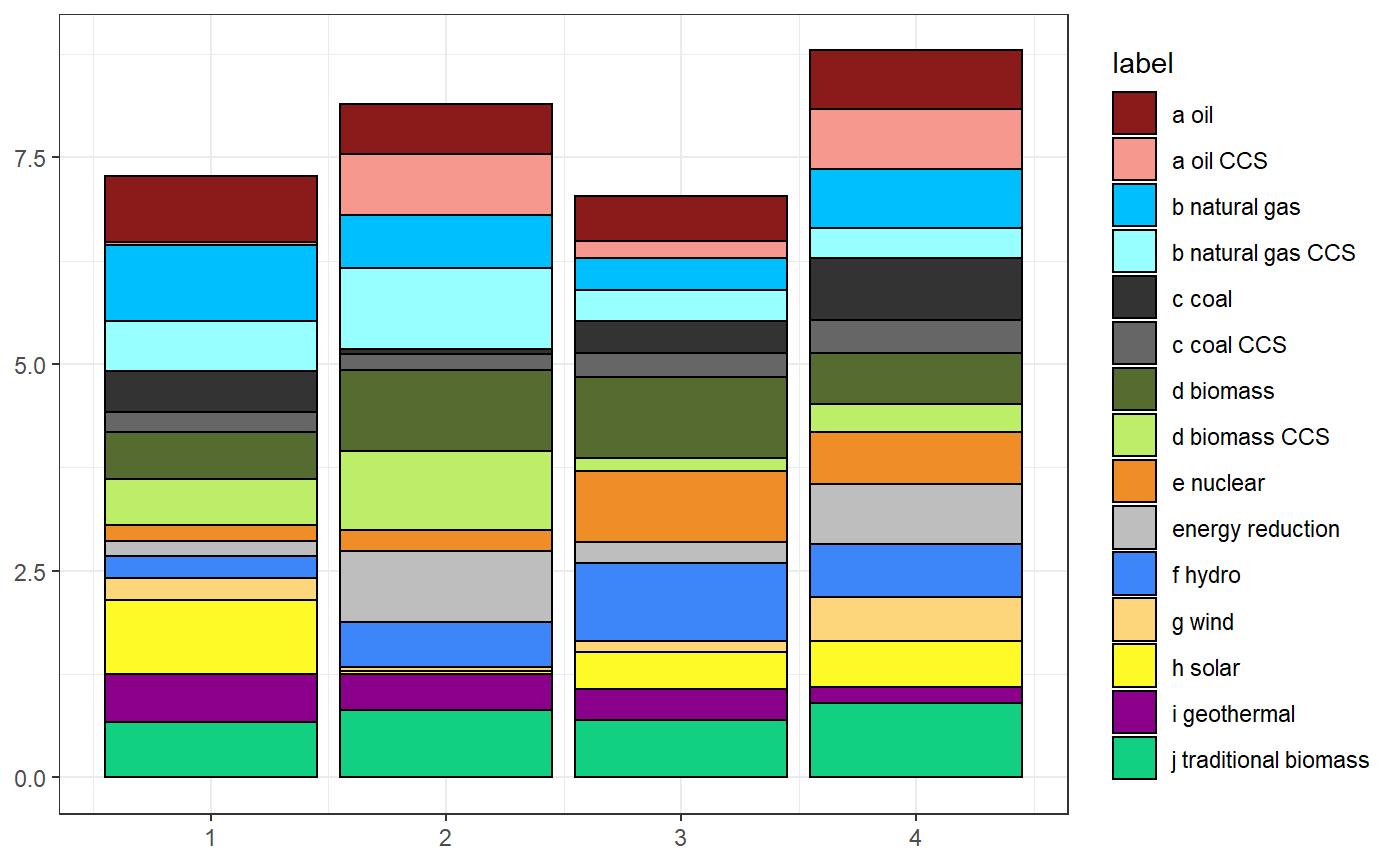 7.5
5.0
2.5
0.0
1
2
3
4
label
a oil
a oil CCS
b natural gas
b natural gas CCS
c coal
c coal CCS
d biomass
d biomass CCS
e nuclear
energy reduction
f hydro
g wind
h solar
i geothermal
j traditional biomass